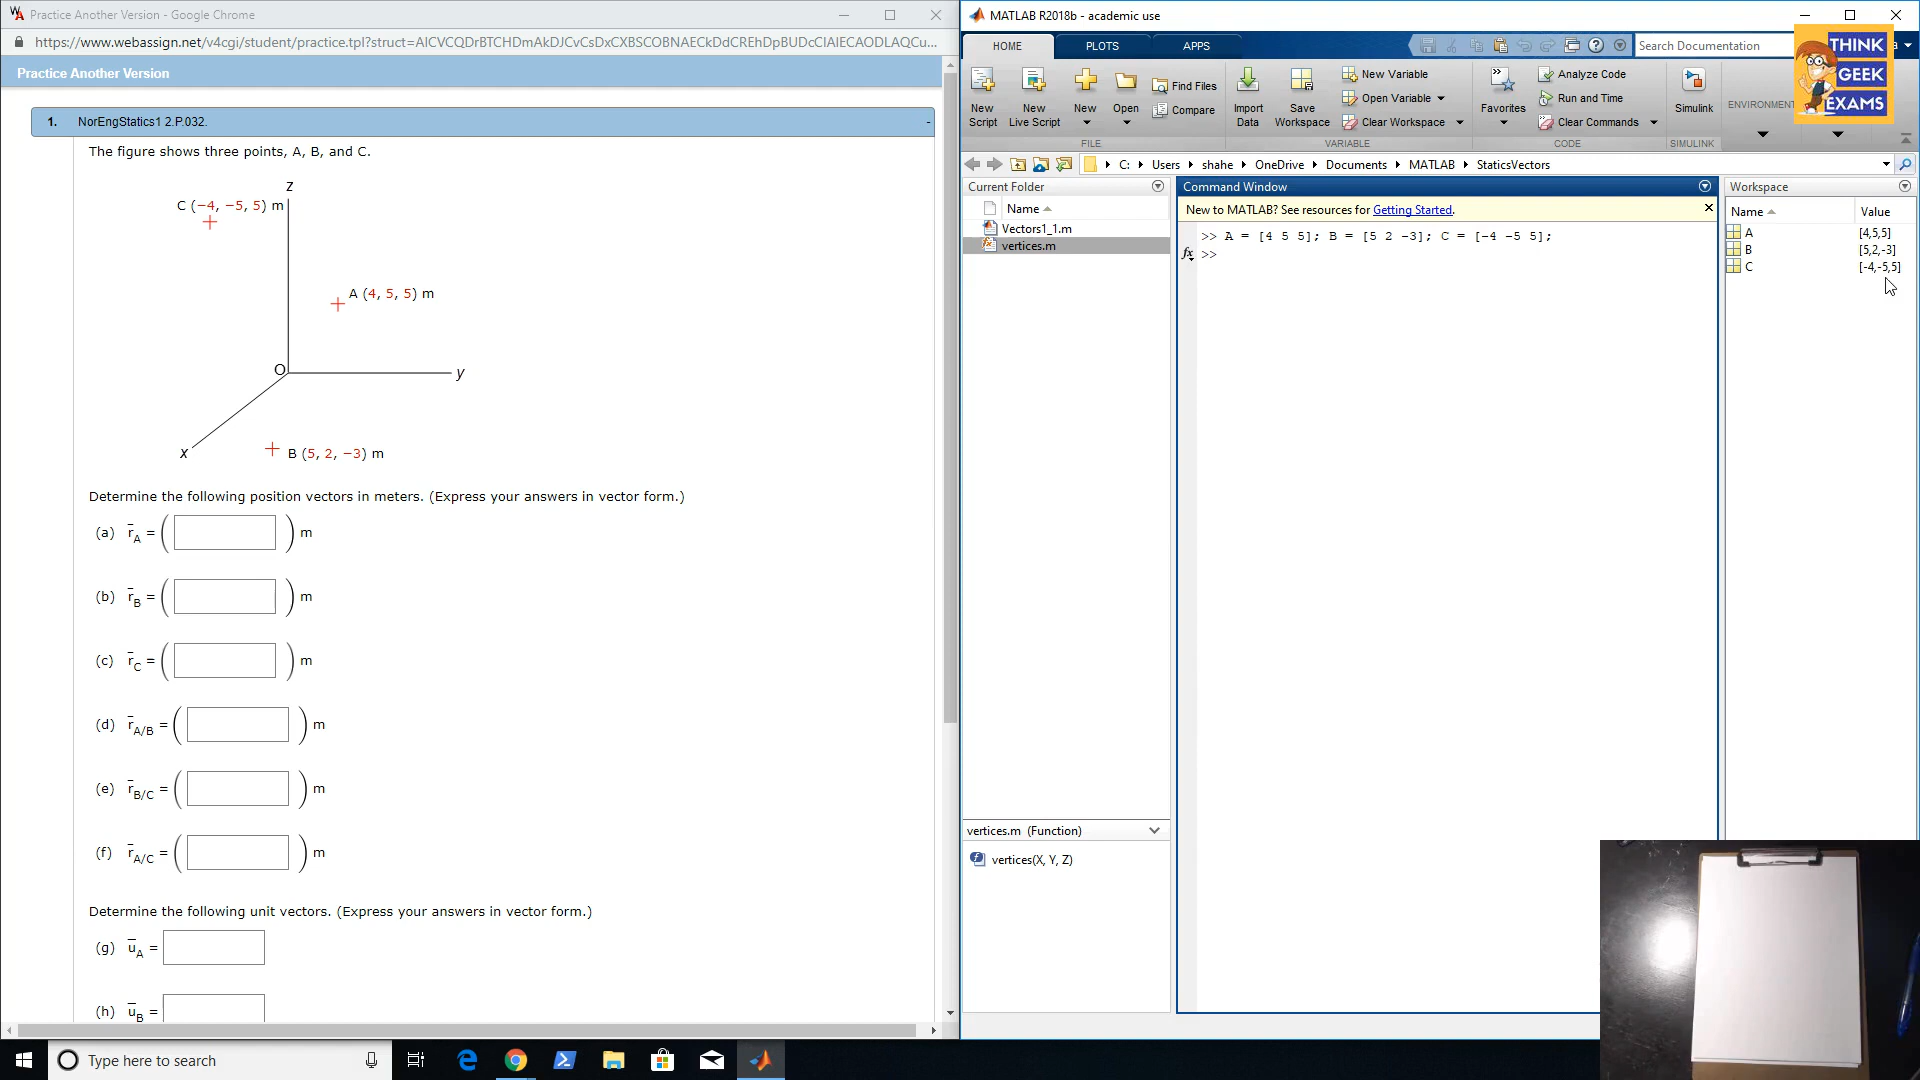 Practice Another Version - Google Chrome
https://www.webassign.net/v4cgi/student/practice.tpl?struct=AICVCQDrBTCHDmAkDJCvCsDxCXBSCOBNAECkDdCREhDpBUDcCIAIECAODLAQCu...
Practice Another Version
1. NorEngStatics1 2.P.032. -
The figure shows three points, A, B, and C.
z
C (−4, −5, 5) m
A (4, 5, 5) m
O
y
x
B (5, 2, −3) m
Determine the following position vectors in meters. (Express your answers in vector form.)
(a) r̄A = ( ) m
(b) r̄B = ( ) m
(c) r̄C = ( ) m
(d) r̄A/B = ( ) m
(e) r̄B/C = ( ) m
(f) r̄A/C = ( ) m
Determine the following unit vectors. (Express your answers in vector form.)
(g) ūA =
(h) ūB =
Type here to search
MATLAB R2018b - academic use
HOME PLOTS APPS
Search Documentation
THINK
GEEK
EXAMS
New Script
New Live Script
New
Open
Find Files
Compare
Import Data
Save Workspace
New Variable
Open Variable
Clear Workspace
Favorites
Analyze Code
Run and Time
Clear Commands
Simulink
ENVIRONMENT
FILE VARIABLE CODE SIMULINK
C: Users shahe OneDrive Documents MATLAB StaticsVectors
Current Folder
Name
Vectors1_1.m
vertices.m
vertices.m (Function)
vertices(X, Y, Z)
Command Window
New to MATLAB? See resources for Getting Started.
>> A = [4 5 5]; B = [5 2 -3]; C = [-4 -5 5];
fx >>
Workspace
Name Value
A [4,5,5]
B [5,2,-3]
C [-4,-5,5]